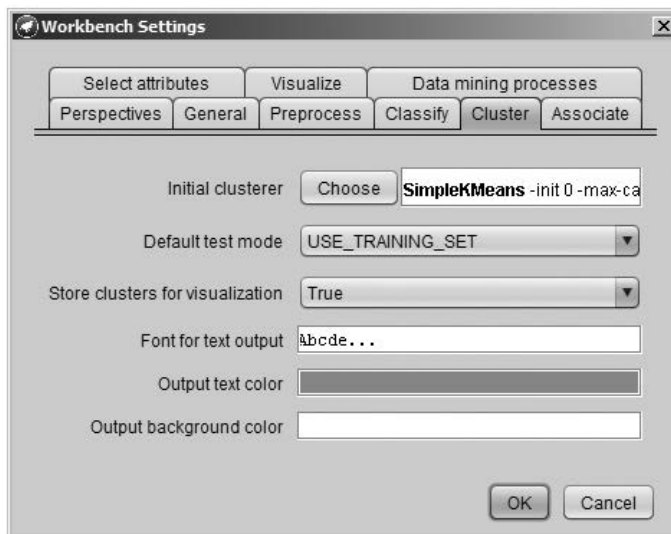 Workbench Settings
Select attributes Visualize Data mining processes
Perspectives General Preprocess Classify Cluster Associate
Initial clusterer Choose SimpleKMeans -init 0 -max-ca
Default test mode USE_TRAINING_SET
Store clusters for visualization True
Font for text output Abcde...
Output text color
Output background color
OK Cancel